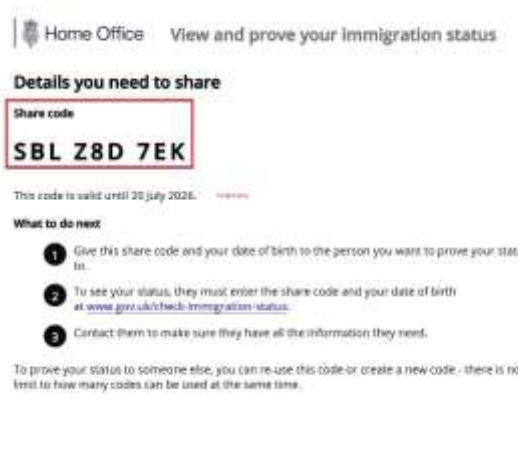 Home Office View and prove your immigration status
Details you need to share
Share code
SBL Z8D 7EK
This code is valid until 20 July 2026.
What to do next
1 Give this share code and your date of birth to the person you want to prove your stat
to.
2 To see your status, they must enter the share code and your date of birth
at www.gov.uk/check-immigration-status.
3 Contact them to make sure they have all the information they need.
To prove your status to someone else, you can re-use this code or create a new code - there is no
limit to how many codes can be used at the same time.